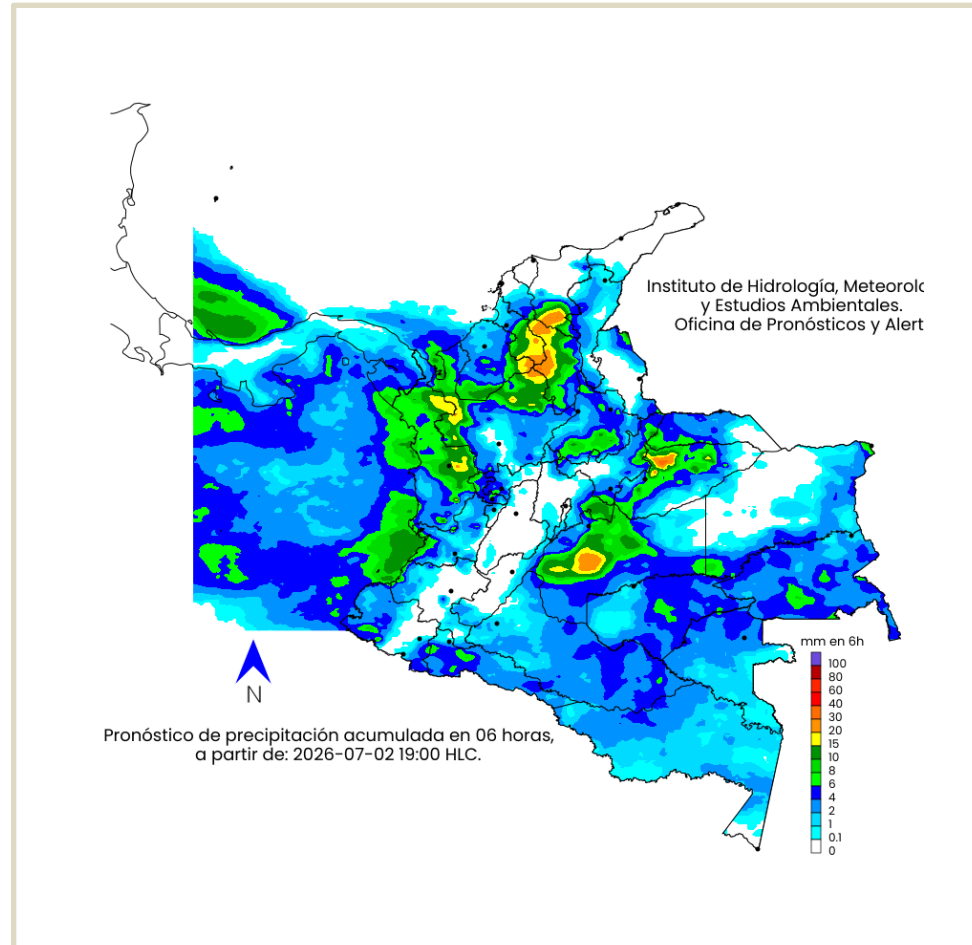 Instituto de Hidrología, Meteorolo
y Estudios Ambientales.
Oficina de Pronósticos y Alert
mm en 6h
100
80
60
40
30
20
15
10
8
6
4
2
1
0.1
0
N
Pronóstico de precipitación acumulada en 06 horas,
a partir de: 2026-07-02 19:00 HLC.